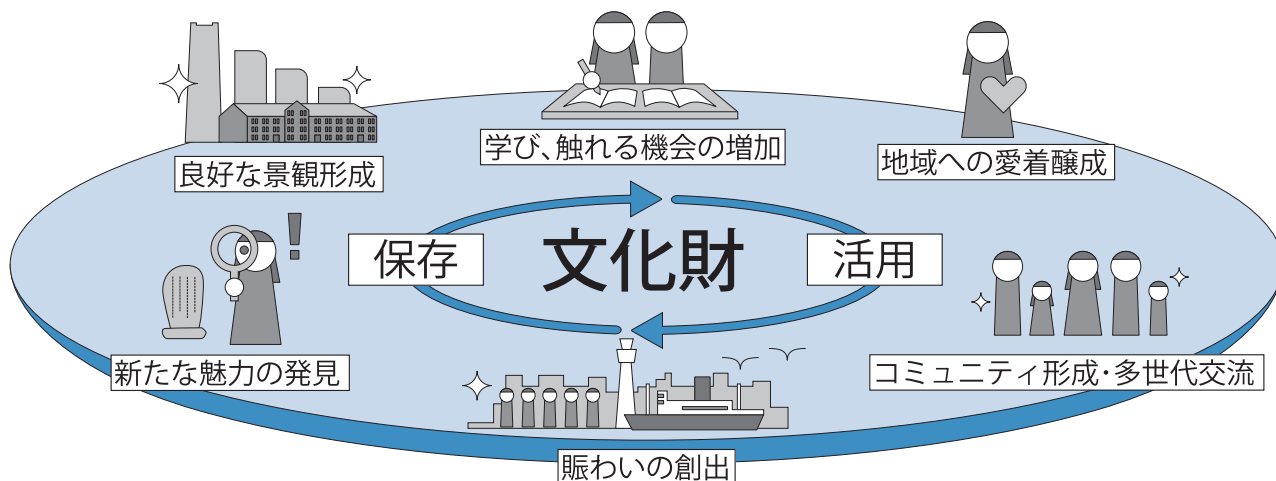 良好な景観形成
学び、触れる機会の増加
地域への愛着醸成
保存
文化財
活用
新たな魅力の発見
コミュニティ形成・多世代交流
賑わいの創出